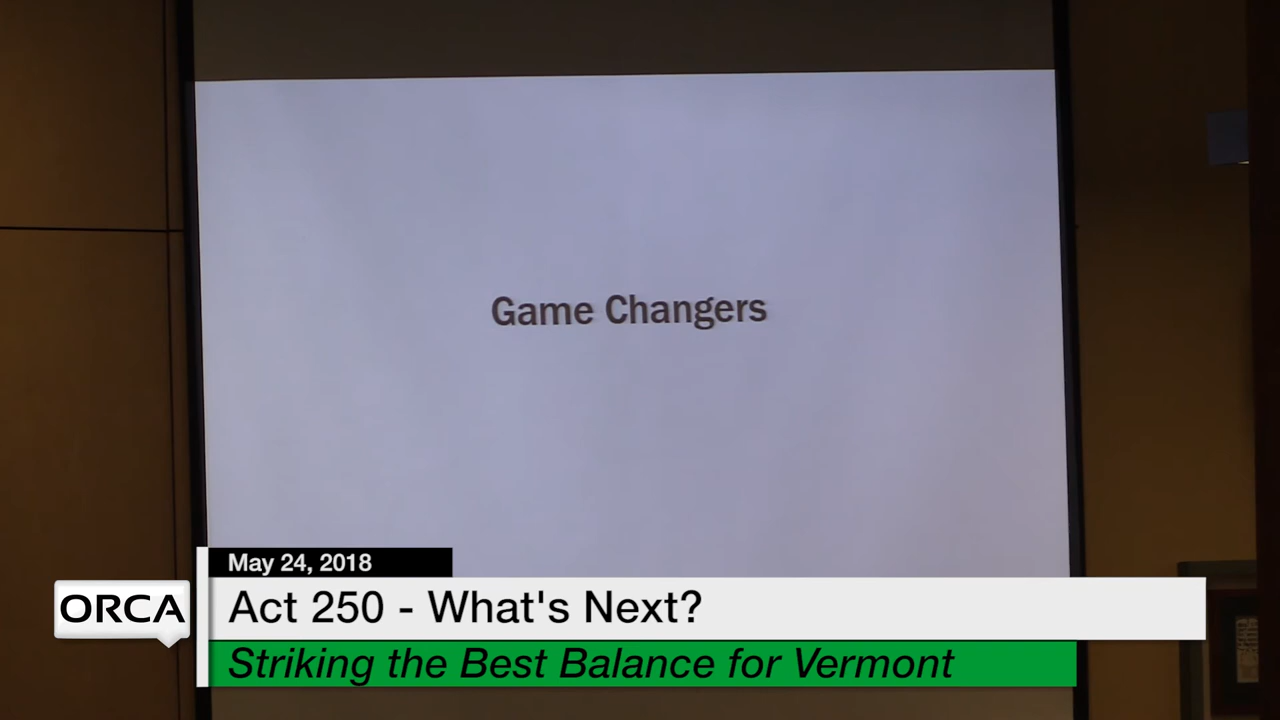 Game Changers
May 24, 2018
ORCA
Act 250 - What's Next?
Striking the Best Balance for Vermont